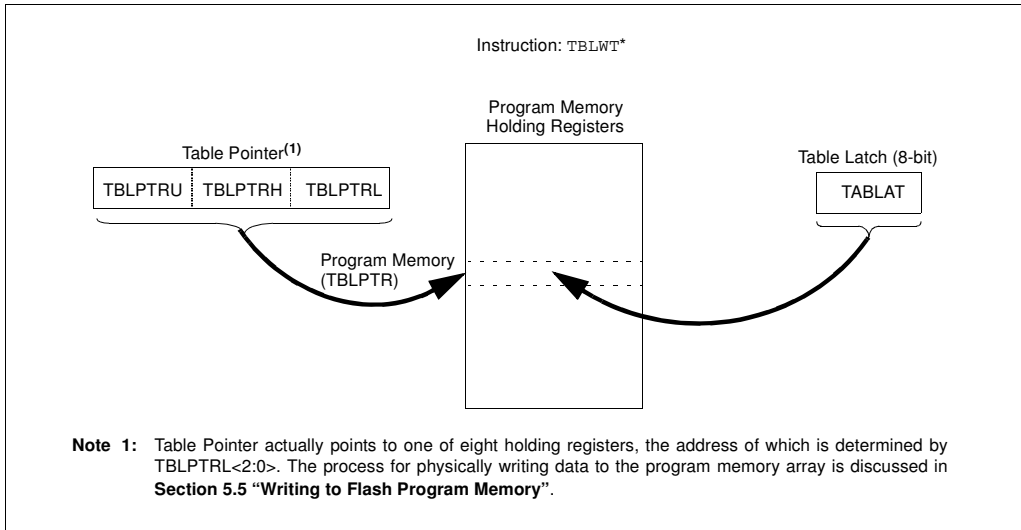 Instruction: TBLWT*
Program Memory
Holding Registers
Table Pointer(1)
Table Latch (8-bit)
TBLPTRU TBLPTRH TBLPTRL
TABLAT
Program Memory
(TBLPTR)
Note 1: Table Pointer actually points to one of eight holding registers, the address of which is determined by
TBLPTRL<2:0>. The process for physically writing data to the program memory array is discussed in
Section 5.5 “Writing to Flash Program Memory”.